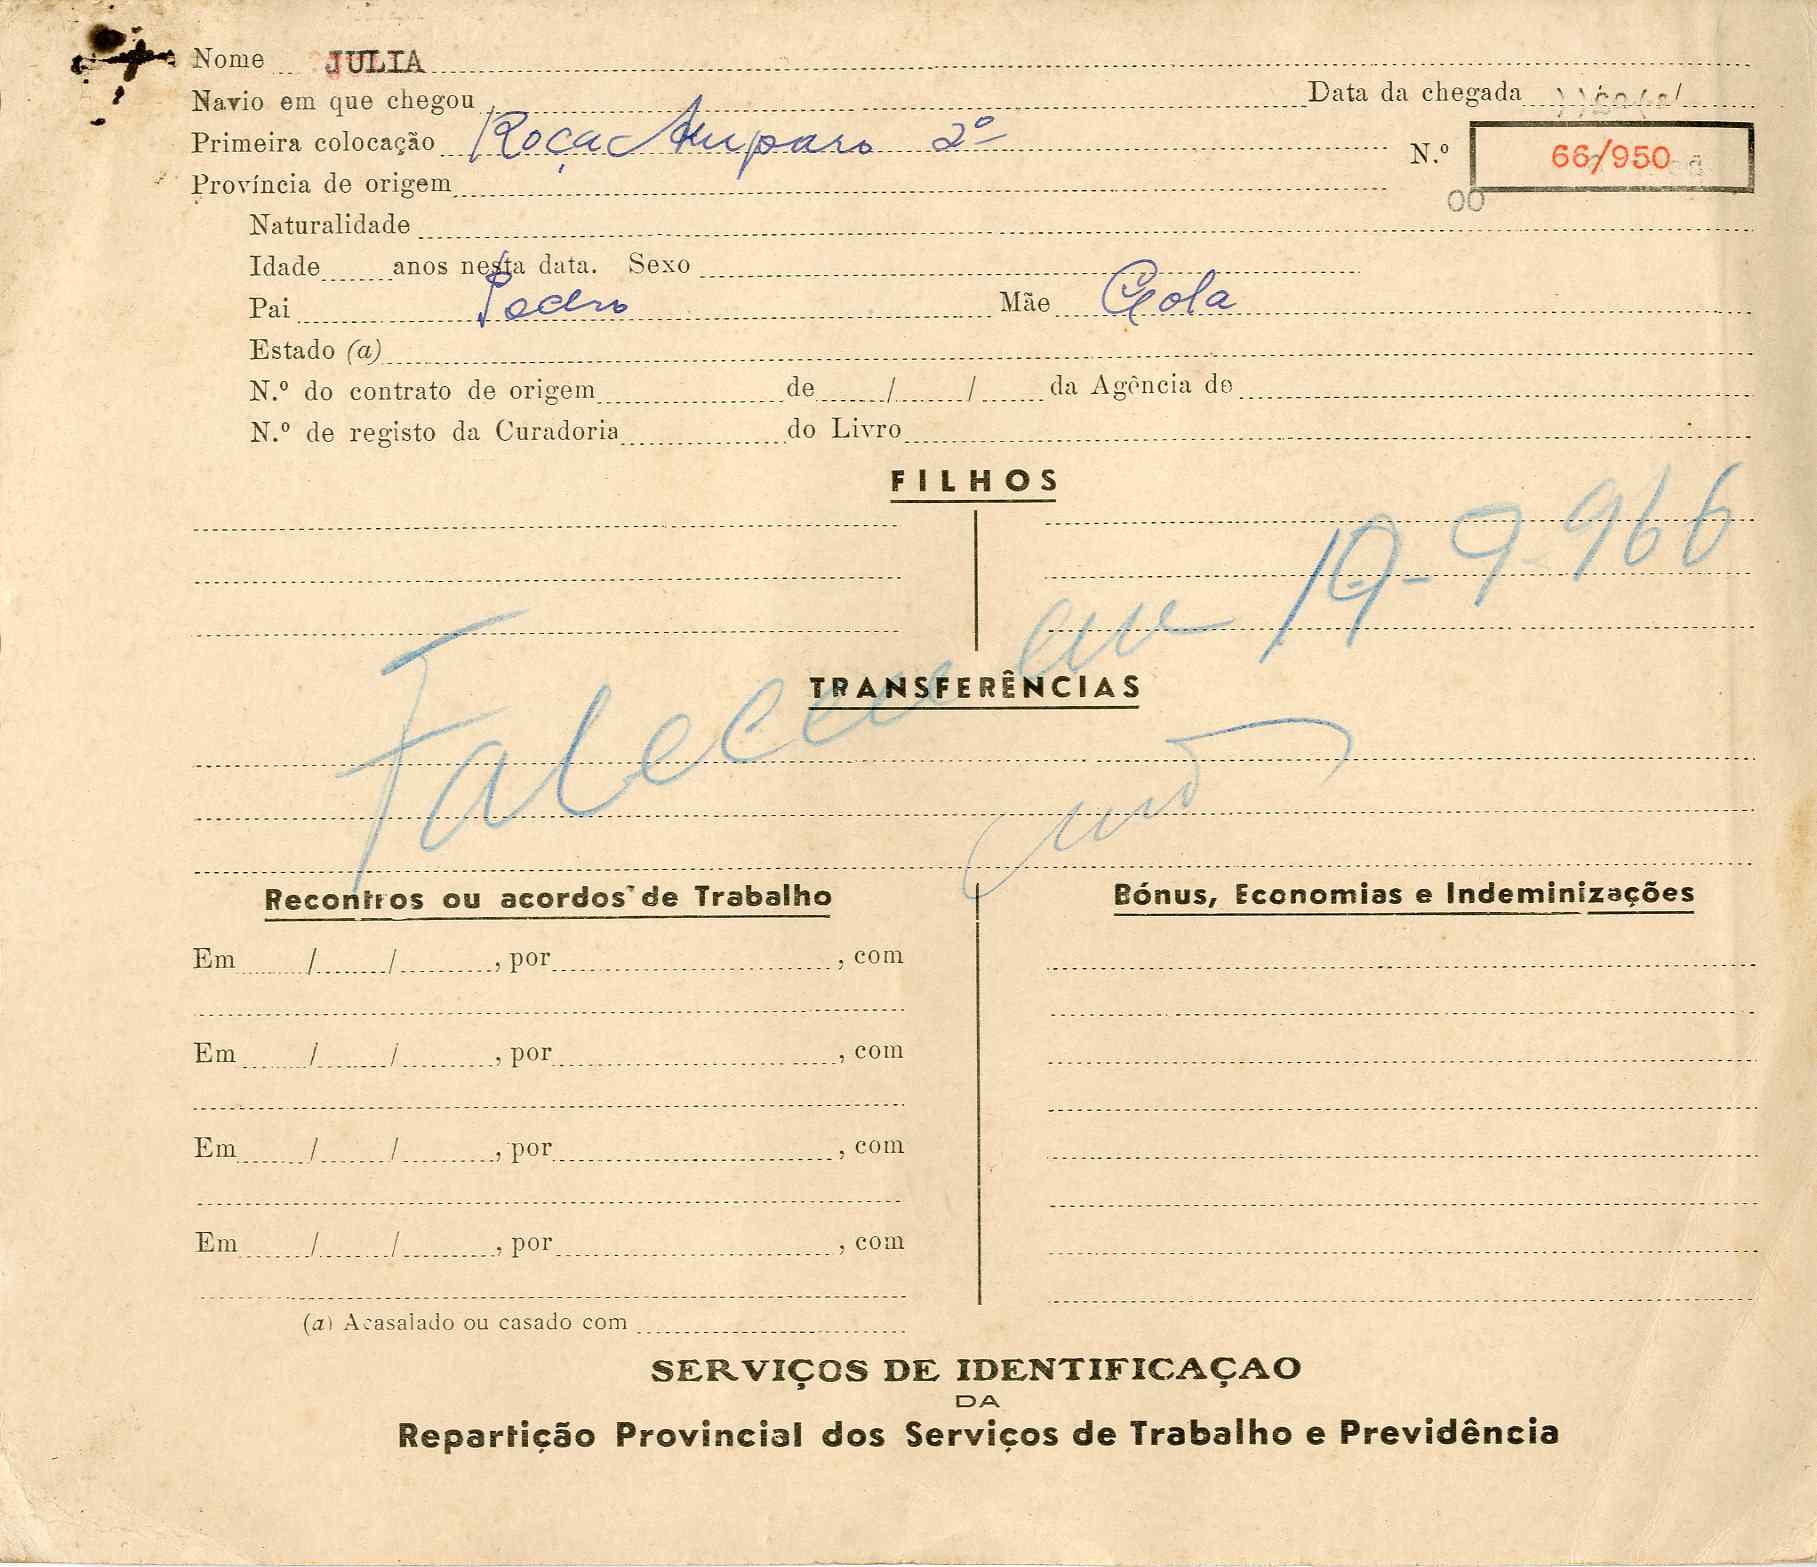 Nome JULIA
Navio em que chegou Data da chegada
Primeira colocação Roça Amparo 2º N.º 66/950
Província de origem 00
Naturalidade
Idade anos nesta data. Sexo
Pai Pedro Mãe
Estado (a)
N.º do contrato de origem de / / da Agência de
N.º de registo da Curadoria do Livro
FILHOS
Faleceu em 19-9-966
TRANSFERÊNCIAS
Recontros ou acordos de Trabalho
Bónus, Economias e Indeminizações
Em / / , por , com
Em / / , por , com
Em / / , por , com
Em / / , por , com
(a) Acasalado ou casado com
SERVIÇOS DE IDENTIFICAÇAO
DA
Repartição Provincial dos Serviços de Trabalho e Previdência